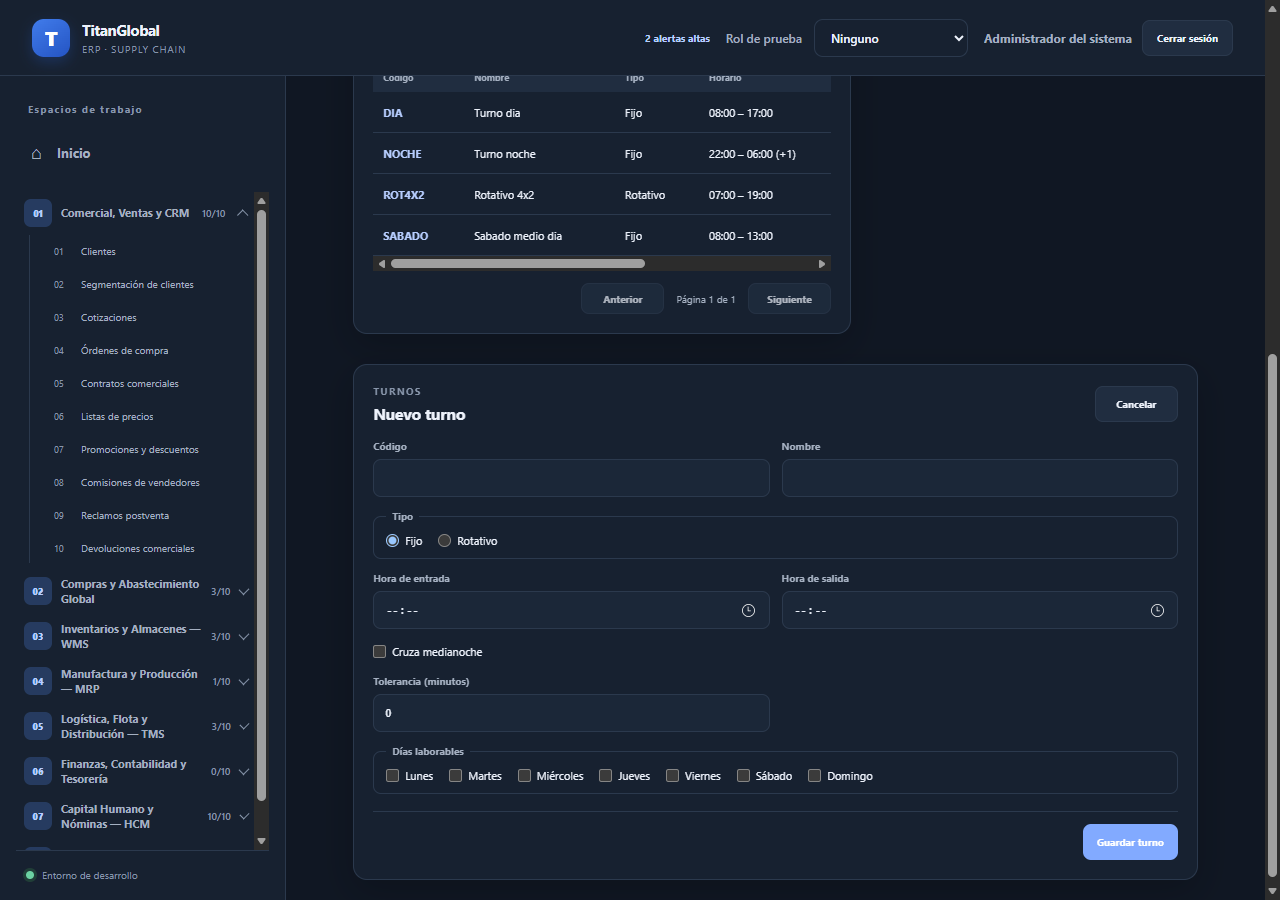 T
TitanGlobal
ERP · SUPPLY CHAIN
2 alertas altas
Rol de prueba
Ninguno
Administrador del sistema
Cerrar sesión
Espacios de trabajo
Inicio
01 Comercial, Ventas y CRM 10/10
01 Clientes
02 Segmentación de clientes
03 Cotizaciones
04 Órdenes de compra
05 Contratos comerciales
06 Listas de precios
07 Promociones y descuentos
08 Comisiones de vendedores
09 Reclamos postventa
10 Devoluciones comerciales
02 Compras y Abastecimiento 3/10
Global
03 Inventarios y Almacenes — 3/10
WMS
04 Manufactura y Producción 1/10
— MRP
05 Logística, Flota y 3/10
Distribución — TMS
06 Finanzas, Contabilidad y 0/10
Tesorería
07 Capital Humano y 10/10
Nóminas — HCM
Entorno de desarrollo
Código Nombre Tipo Horario
DIA Turno dia Fijo 08:00 – 17:00
NOCHE Turno noche Fijo 22:00 – 06:00 (+1)
ROT4X2 Rotativo 4x2 Rotativo 07:00 – 19:00
SABADO Sabado medio dia Fijo 08:00 – 13:00
Anterior Página 1 de 1 Siguiente
TURNOS
Nuevo turno
Cancelar
Código Nombre
Tipo
Fijo Rotativo
Hora de entrada Hora de salida
--:-- --:--
Cruza medianoche
Tolerancia (minutos)
0
Días laborables
Lunes Martes Miércoles Jueves Viernes Sábado Domingo
Guardar turno